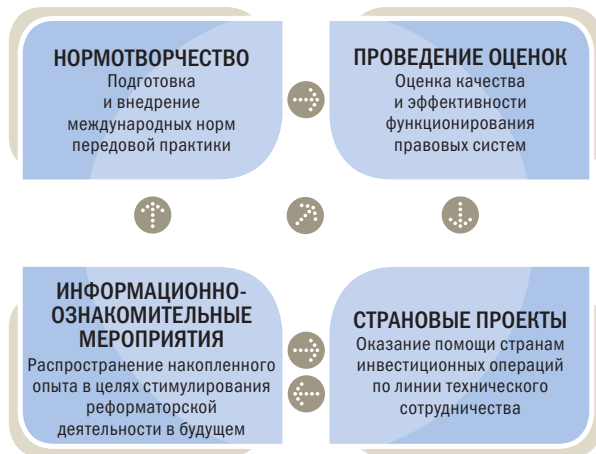 НОРМОТВОРЧЕСТВО
Подготовка
и внедрение
международных норм
передовой практики
ПРОВЕДЕНИЕ ОЦЕНОК
Оценка качества
и эффективности
функционирования
правовых систем
ИНФОРМАЦИОННО-
ОЗНАКОМИТЕЛЬНЫЕ
МЕРОПРИЯТИЯ
Распространение накопленного
опыта в целях стимулирования
реформаторской
деятельности в будущем
СТРАНОВЫЕ ПРОЕКТЫ
Оказание помощи странам
инвестиционных операций
по линии технического
сотрудничества